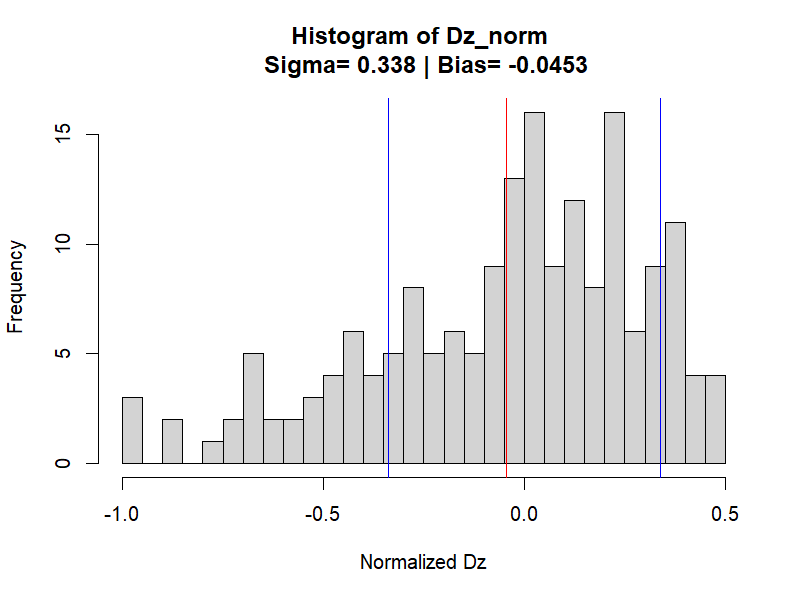 Histogram of Dz_norm
Sigma= 0.338 | Bias= -0.0453
Frequency
15
10
5
0
-1.0 -0.5 0.0 0.5
Normalized Dz